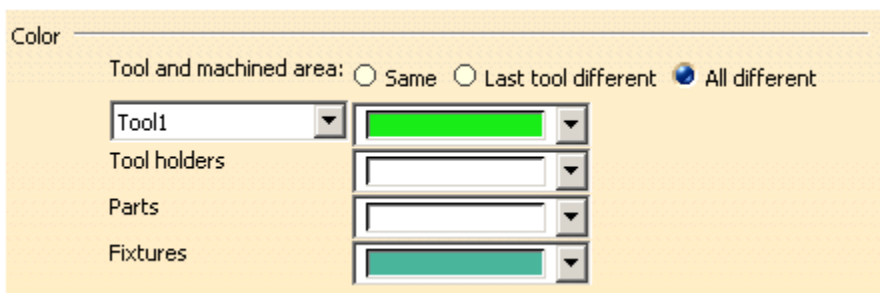 Color
Tool and machined area: Same Last tool different All different
Tool1
Tool holders
Parts
Fixtures